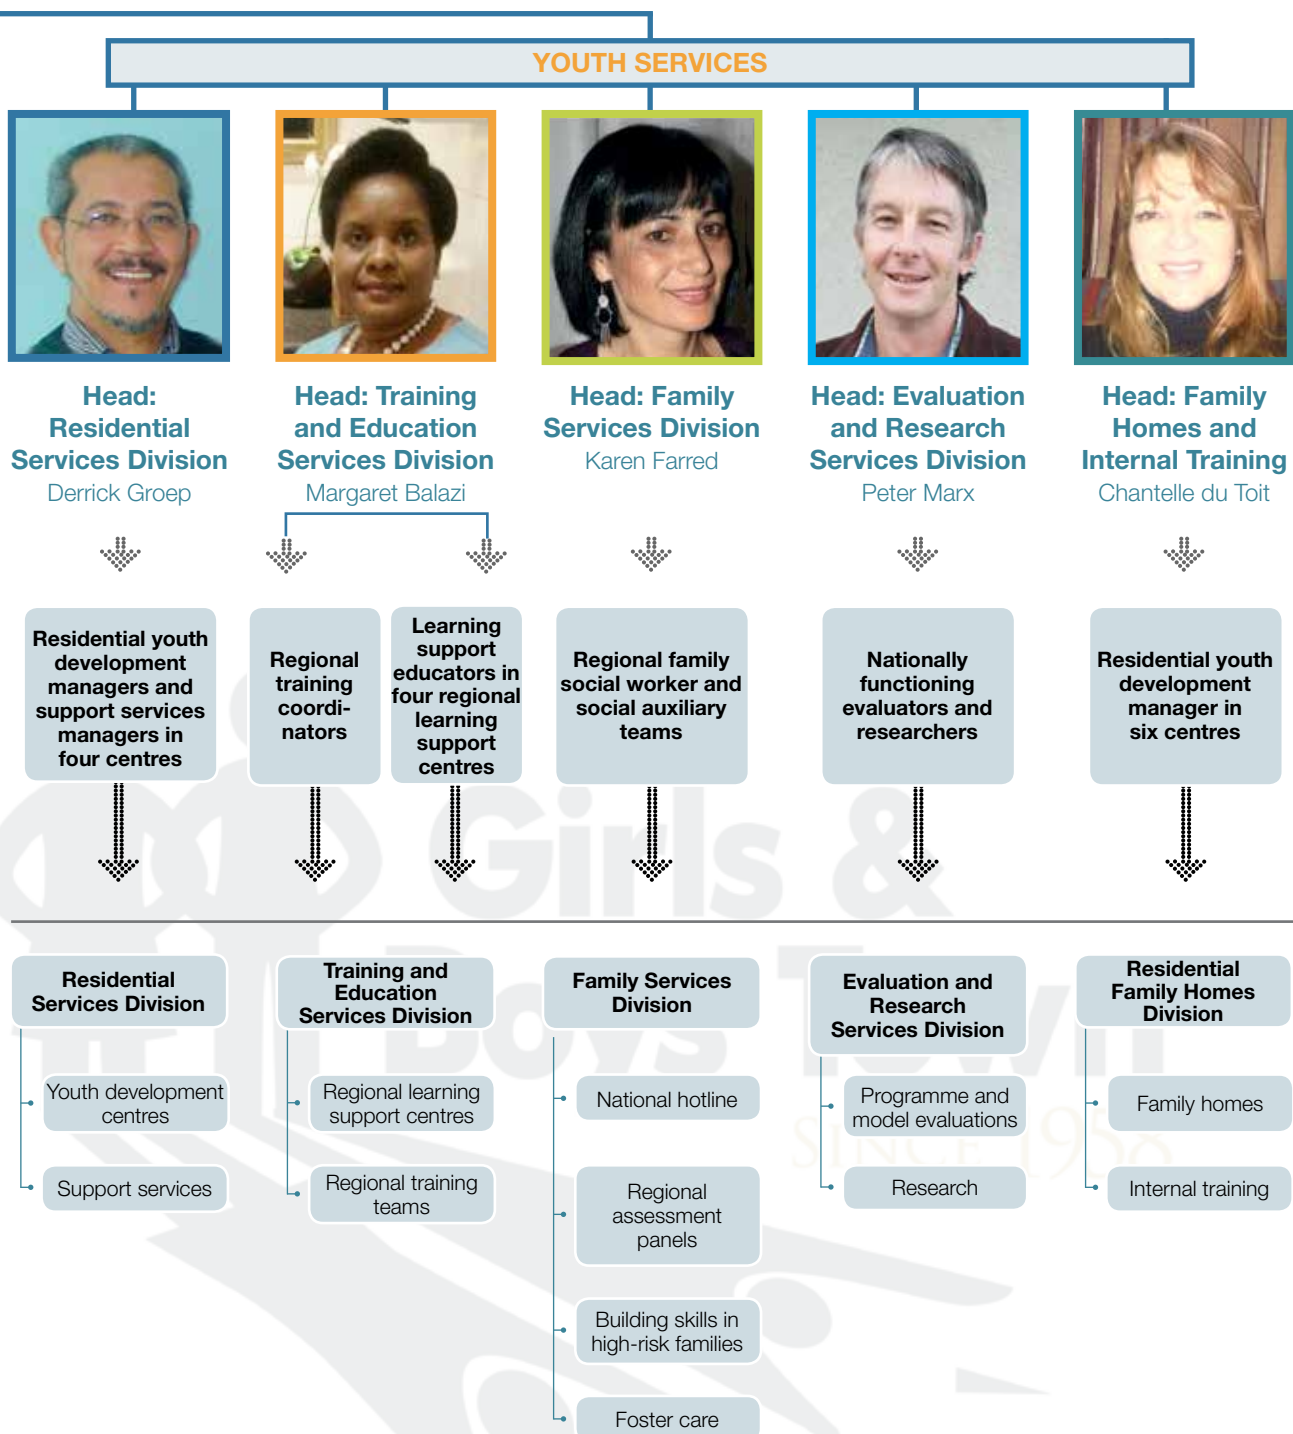 YOUTH SERVICES
Head:
Residential
Services Division
Derrick Groep
Head: Training
and Education
Services Division
Margaret Balazi
Head: Family
Services Division
Karen Farred
Head: Evaluation
and Research
Services Division
Peter Marx
Head: Family
Homes and
Internal Training
Chantelle du Toit
Residential youth
development
managers and
support services
managers in
four centres
Regional
training
coordi-
nators
Learning
support
educators in
four regional
learning
support
centres
Regional family
social worker and
social auxiliary
teams
Nationally
functioning
evaluators and
researchers
Residential youth
development
manager in
six centres
Girls &
Boys Town
SINCE 1958
Residential
Services Division
Youth development
centres
Support services
Training and
Education
Services Division
Regional learning
support centres
Regional training
teams
Family Services
Division
National hotline
Regional
assessment
panels
Building skills in
high-risk families
Foster care
Evaluation and
Research
Services Division
Programme and
model evaluations
Research
Residential
Family Homes
Division
Family homes
Internal training